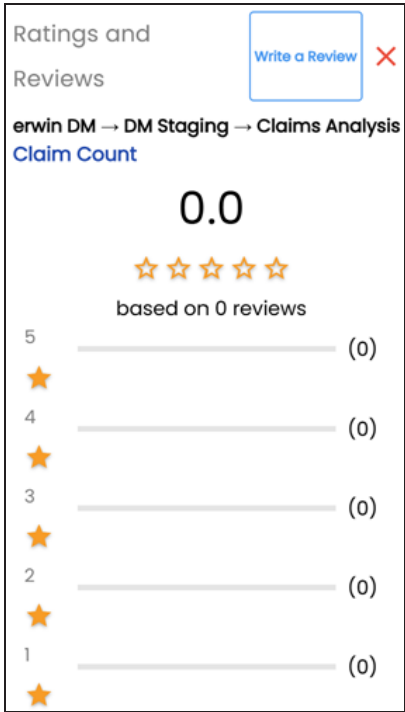 Ratings and
Reviews
Write a Review
erwin DM → DM Staging → Claims Analysis
Claim Count
0.0
based on 0 reviews
5
(0)
4
(0)
3
(0)
2
(0)
1
(0)